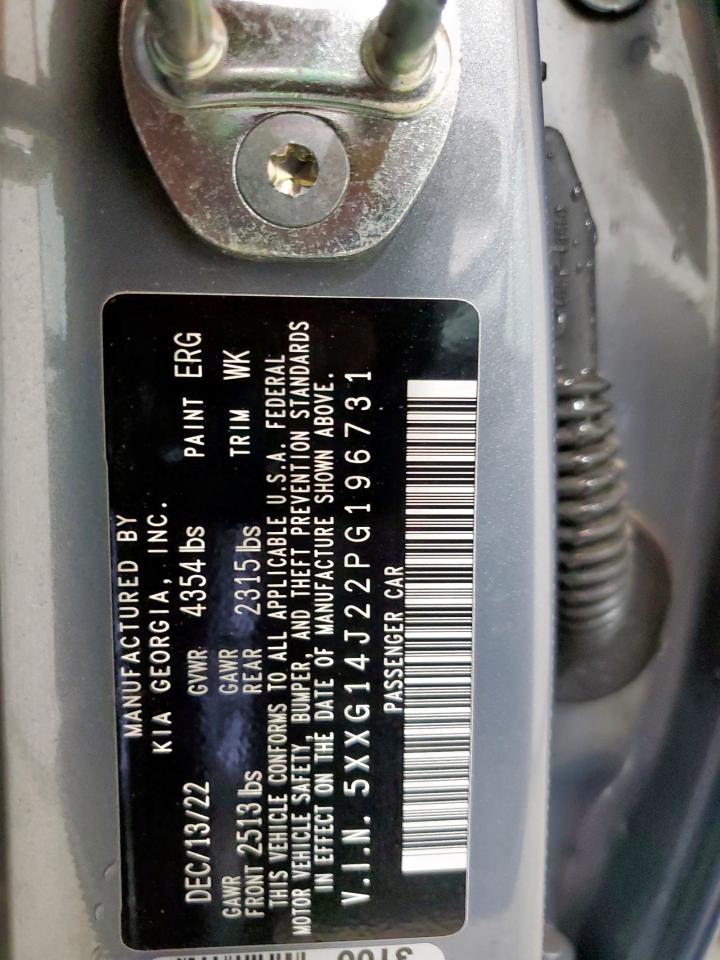 MANUFACTURED BY
KIA GEORGIA, INC.
DEC/13/22 GVWR 4354 lbs PAINT ERG
GAWR GAWR
FRONT 2513 lbs REAR 2315 lbs TRIM WK
THIS VEHICLE CONFORMS TO ALL APPLICABLE U.S.A. FEDERAL
MOTOR VEHICLE SAFETY, BUMPER, AND THEFT PREVENTION STANDARDS
IN EFFECT ON THE DATE OF MANUFACTURE SHOWN ABOVE.
V.I.N. 5XXG14J22PG196731
PASSENGER CAR
3100